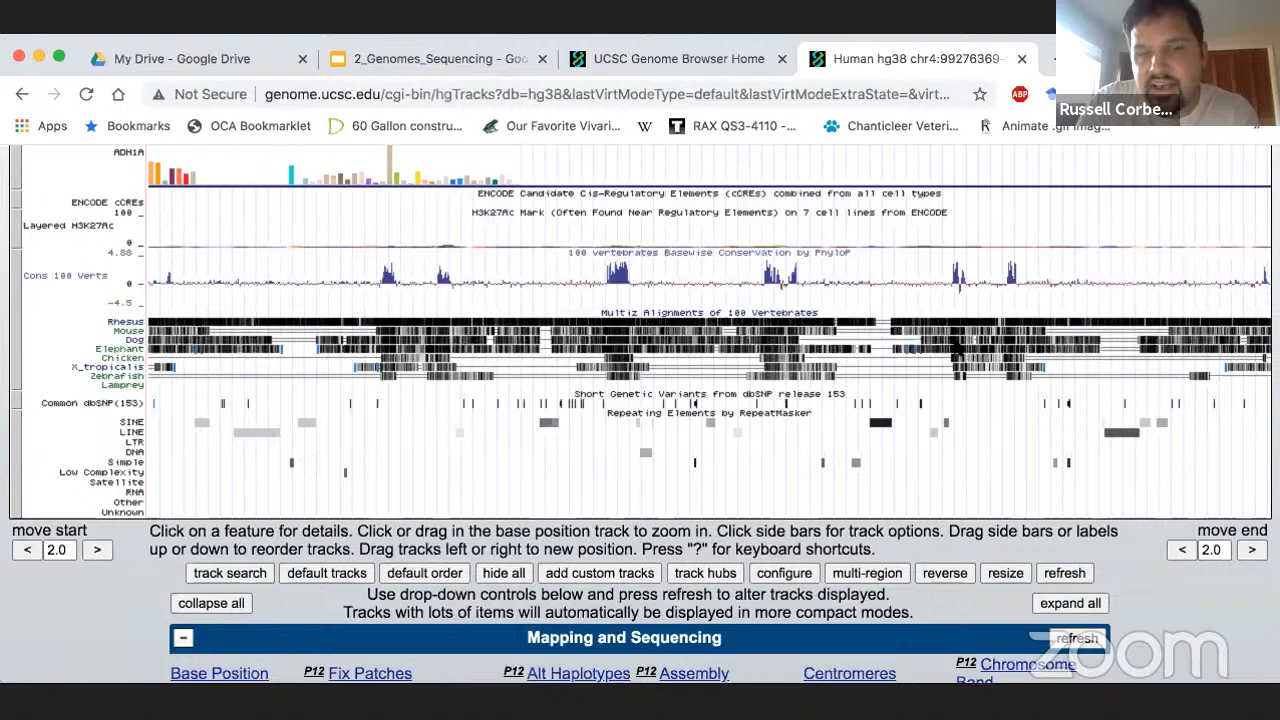 My Drive - Google Drive
2_Genomes_Sequencing - Goo
UCSC Genome Browser Home
Human hg38 chr4:99276369-
Not Secure
genome.ucsc.edu/cgi-bin/hgTracks?db=hg38&lastVirtModeType=default&lastVirtModeExtraState=&virt...
ABP
Russell Corbe...
Apps
Bookmarks
OCA Bookmarklet
60 Gallon constru...
Our Favorite Vivari...
W
RAX QS3-4110 -...
Chanticleer Veteri...
Animate .gif imag...
ADH1A
ENCODE Candidate Cis-Regulatory Elements (cCREs) combined from all cell types
ENCODE cCREs
H3K27Ac Mark (Often Found Near Regulatory Elements) on 7 cell lines from ENCODE
100 _
Layered H3K27Ac
0 _
100 vertebrates Basewise Conservation by PhyloP
4.88 _
Cons 100 Verts
0 -
-4.5 _
Multiz Alignments of 100 Vertebrates
Rhesus
Mouse
Dog
Elephant
Chicken
X_tropicalis
Zebrafish
Lamprey
Short Genetic Variants from dbSNP release 153
Common dbSNP(153)
Repeating Elements by RepeatMasker
SINE
LINE
LTR
DNA
Simple
Low Complexity
Satellite
RNA
Other
Unknown
move start
Click on a feature for details. Click or drag in the base position track to zoom in. Click side bars for track options. Drag side bars or labels
move end
< 2.0 >
up or down to reorder tracks. Drag tracks left or right to new position. Press "?" for keyboard shortcuts.
< 2.0 >
track search
default tracks
default order
hide all
add custom tracks
track hubs
configure
multi-region
reverse
resize
refresh
collapse all
Use drop-down controls below and press refresh to alter tracks displayed.
Tracks with lots of items will automatically be displayed in more compact modes.
expand all
-
Mapping and Sequencing
refresh
zoom
Base Position
P12 Fix Patches
P12 Alt Haplotypes
P12 Assembly
Centromeres
P12 Chromosome
Band